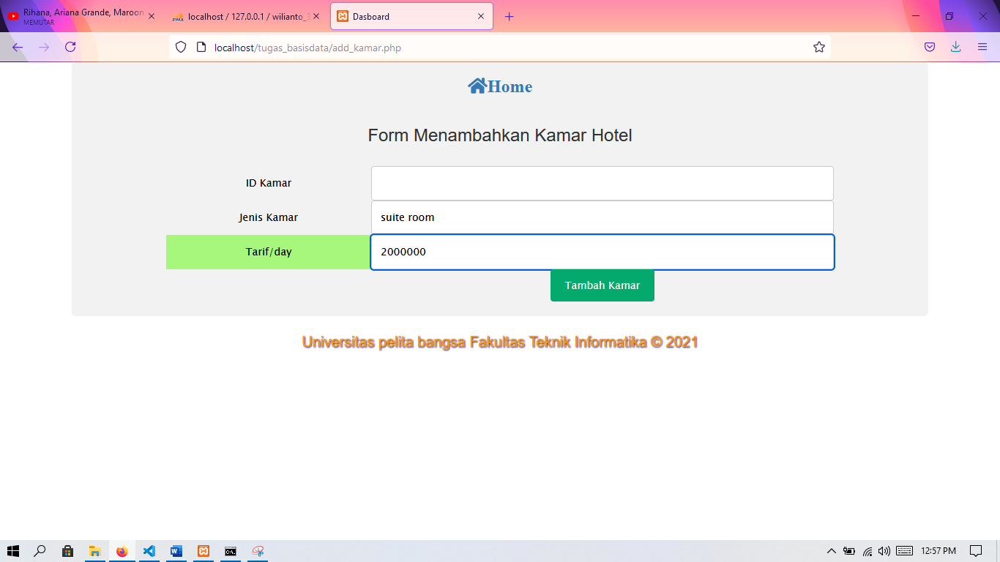 Rihana, Ariana Grande, Maroon
MEMUTAR
localhost / 127.0.0.1 / wilianto_3
Dasboard
localhost/tugas_basisdata/add_kamar.php
Home
Form Menambahkan Kamar Hotel
ID Kamar
Jenis Kamar
suite room
Tarif/day
2000000
Tambah Kamar
Universitas pelita bangsa Fakultas Teknik Informatika © 2021
12:57 PM